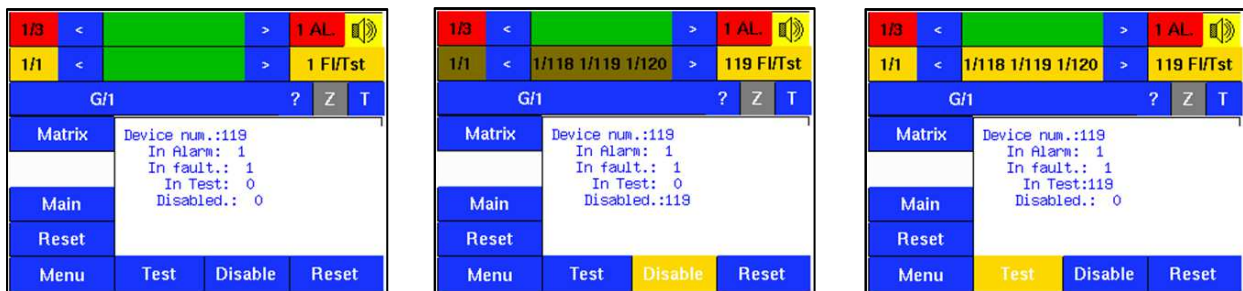 1/3 < > 1 AL.
1/1 < > 1 Fl/Tst
G/1 ? Z T
Matrix
Device num.:119
In Alarm: 1
In fault.: 1
In Test: 0
Main
Disabled.: 0
Reset
Menu Test Disable Reset
1/3 < > 1 AL.
1/1 < 1/118 1/119 1/120 > 119 Fl/Tst
G/1 ? Z T
Matrix
Device num.:119
In Alarm: 1
In fault.: 1
In Test: 0
Main
Disabled.:119
Reset
Menu Test Disable Reset
1/3 < > 1 AL.
1/1 < 1/118 1/119 1/120 > 119 Fl/Tst
G/1 ? Z T
Matrix
Device num.:119
In Alarm: 1
In fault.: 1
In Test:119
Main
Disabled.: 0
Reset
Menu Test Disable Reset